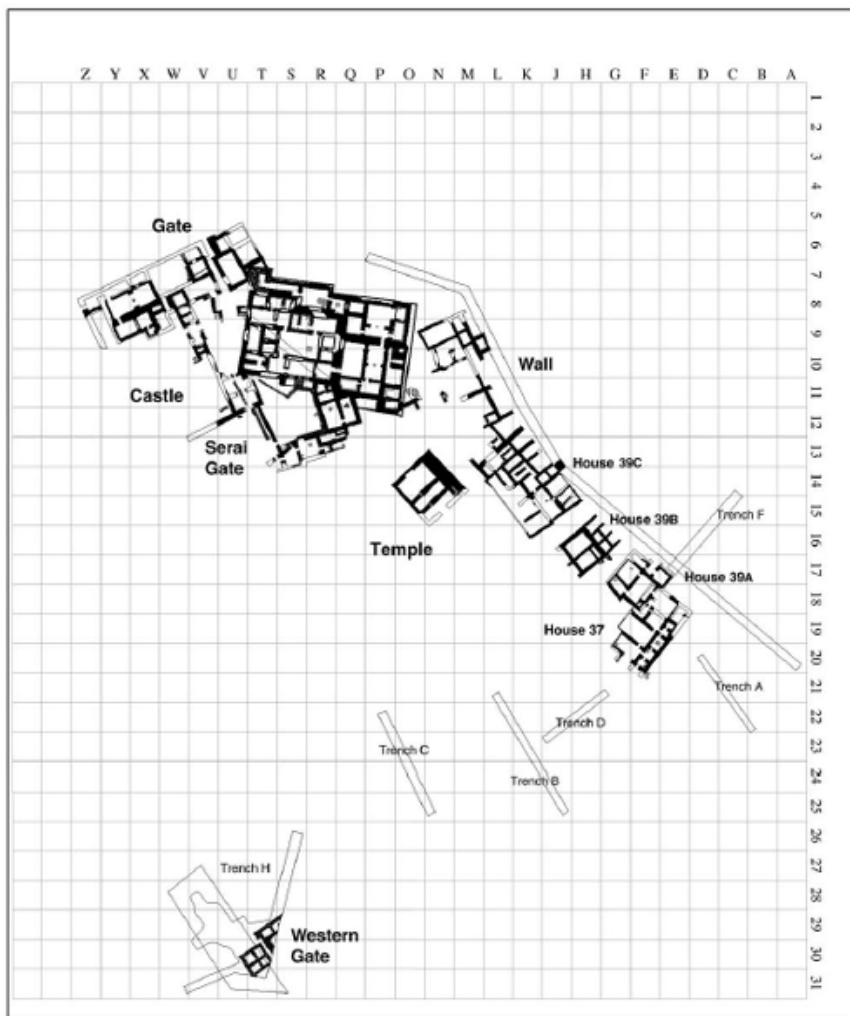 Z Y X W V U T S R Q P O N M L K J H G F E D C B A
1
2
3
4
5
6
7
8
9
10
11
12
13
14
15
16
17
18
19
20
21
22
23
24
25
26
27
28
29
30
31
Gate
Wall
Castle
Serai
Gate
House 39C
House 39B
Trench F
Temple
House 39A
House 37
Trench A
Trench D
Trench C
Trench B
Trench H
Western
Gate